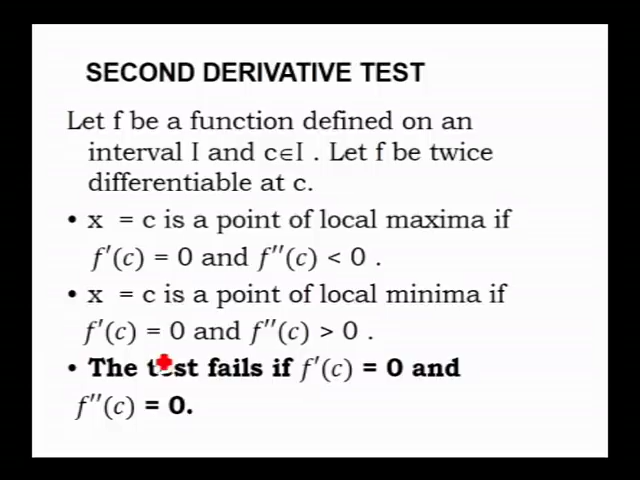 SECOND DERIVATIVE TEST
Let f be a function defined on an
interval I and c∈I . Let f be twice
differentiable at c.
• x = c is a point of local maxima if
f′(c) = 0 and f″(c) < 0 .
• x = c is a point of local minima if
f′(c) = 0 and f″(c) > 0 .
• The test fails if f′(c) = 0 and
f″(c) = 0.